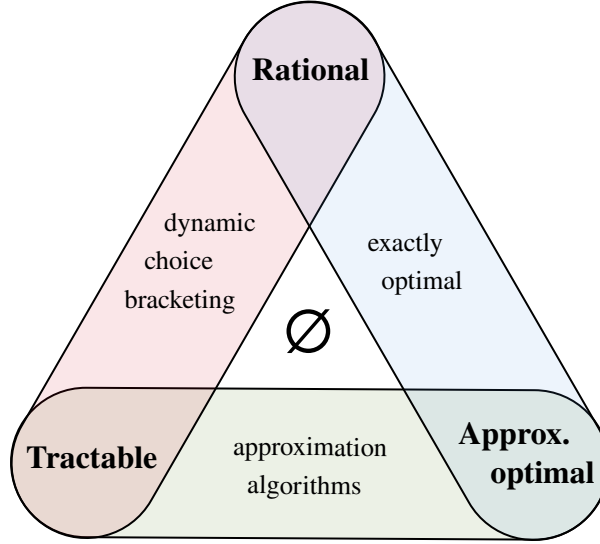 Rational
dynamic
choice
bracketing
exactly
optimal
∅
Tractable
approximation
algorithms
Approx.
optimal